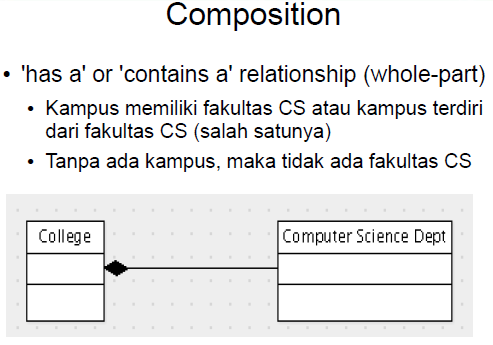 Composition
• 'has a' or 'contains a' relationship (whole-part)
• Kampus memiliki fakultas CS atau kampus terdiri
dari fakultas CS (salah satunya)
• Tanpa ada kampus, maka tidak ada fakultas CS
College
Computer Science Dept